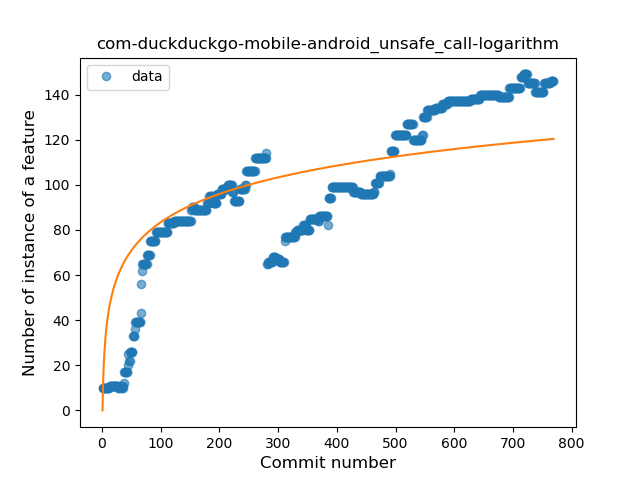 com-duckduckgo-mobile-android_unsafe_call-logarithm
data
Number of instance of a feature
140
120
100
80
60
40
20
0
0 100 200 300 400 500 600 700 800
Commit number